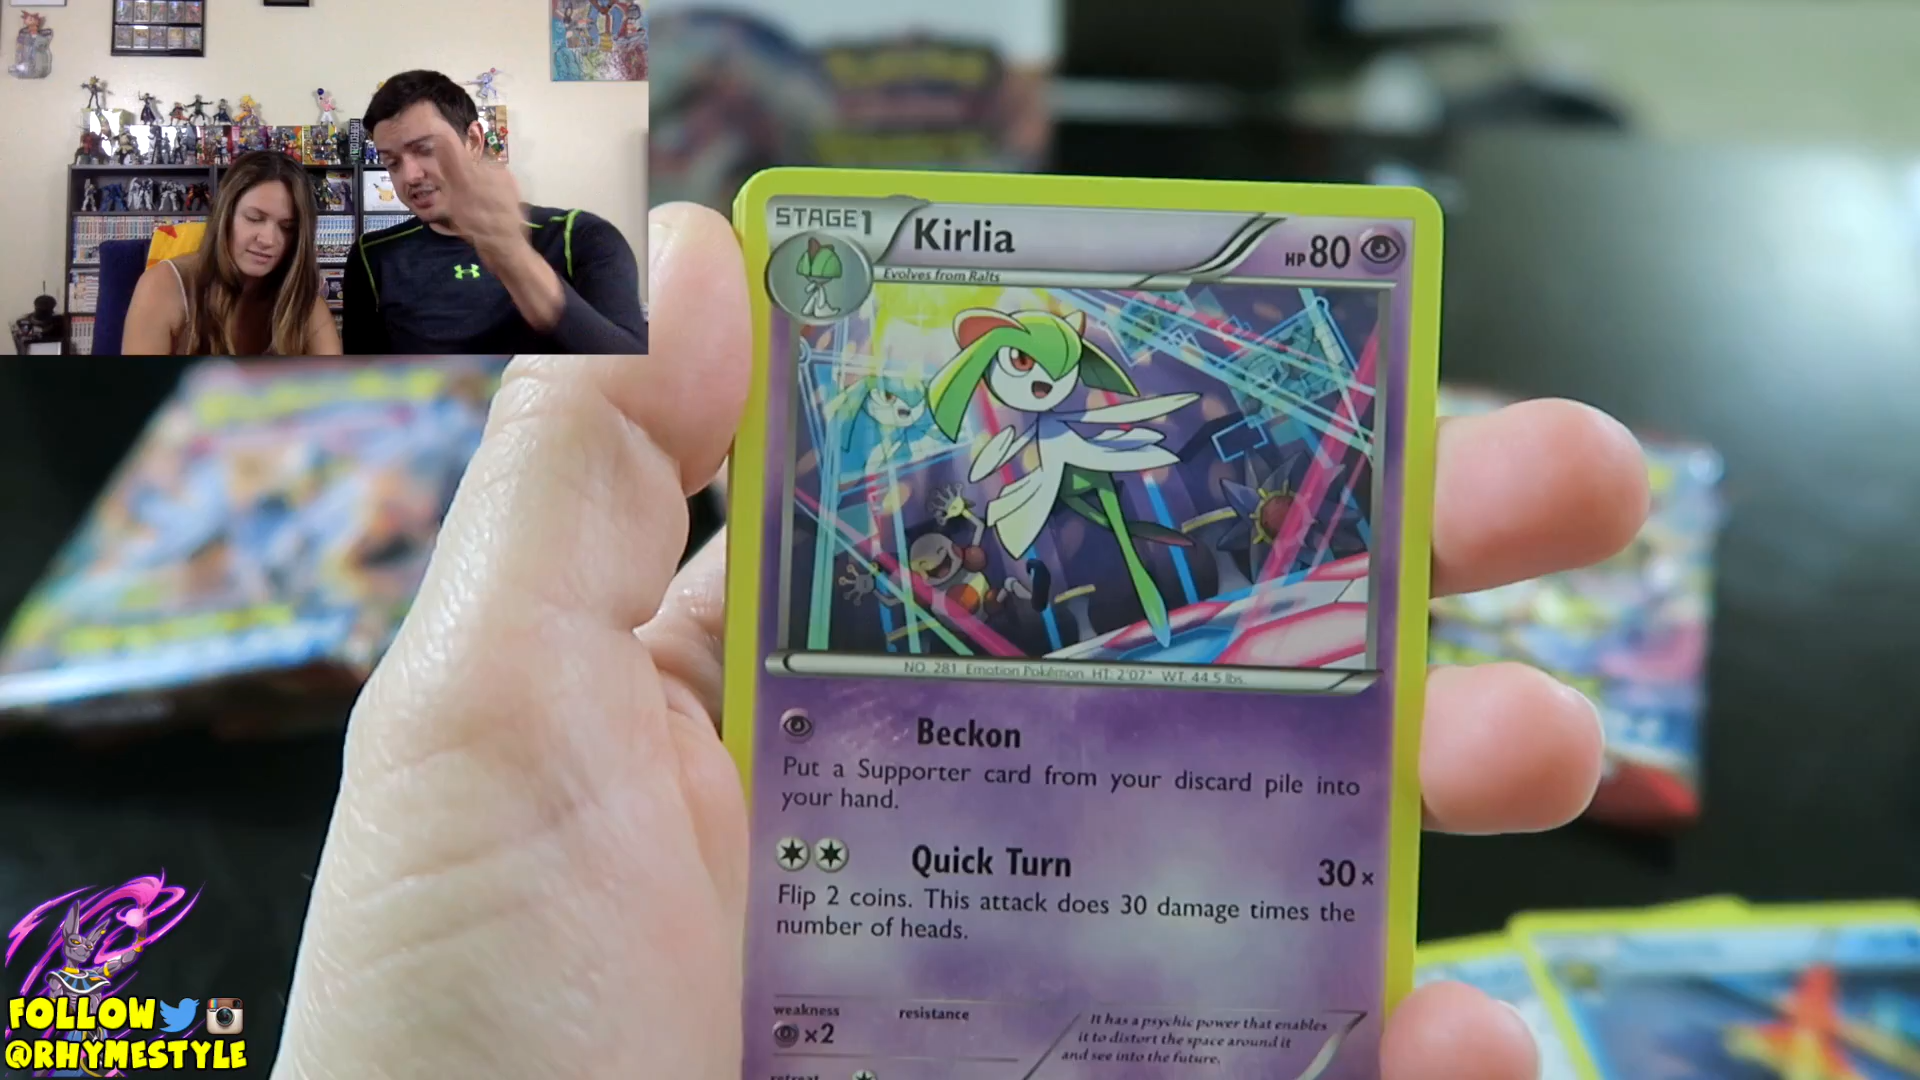 STAGE1
Kirlia
HP80
Evolves from Ralts
NO. 281 Emotion Pokémon HT: 2'07" WT: 44.5 lbs.
Beckon
Put a Supporter card from your discard pile into
your hand.
Quick Turn
30×
Flip 2 coins. This attack does 30 damage times the
number of heads.
weakness
×2
resistance
It has a psychic power that enables
it to distort the space around it
and see into the future.
retreat
FOLLOW
@RHYMESTYLE